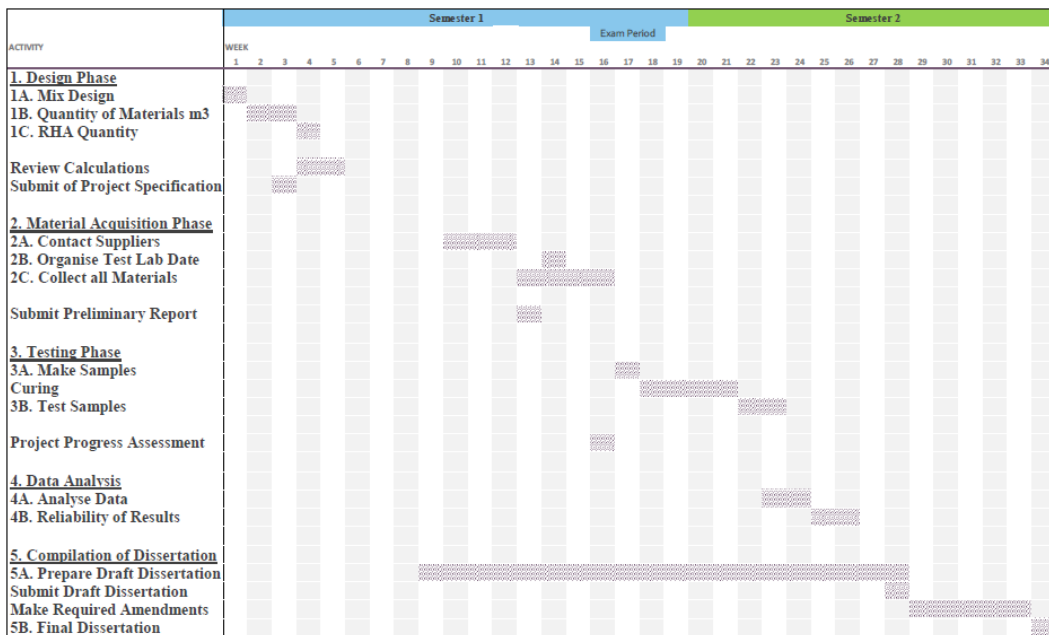 Semester 1 Semester 2
Exam Period
ACTIVITY WEEK
1 2 3 4 5 6 7 8 9 10 11 12 13 14 15 16 17 18 19 20 21 22 23 24 25 26 27 28 29 30 31 32 33 34
1. Design Phase
1A. Mix Design
1B. Quantity of Materials m3
1C. RHA Quantity
Review Calculations
Submit of Project Specification
2. Material Acquisition Phase
2A. Contact Suppliers
2B. Organise Test Lab Date
2C. Collect all Materials
Submit Preliminary Report
3. Testing Phase
3A. Make Samples
Curing
3B. Test Samples
Project Progress Assessment
4. Data Analysis
4A. Analyse Data
4B. Reliability of Results
5. Compilation of Dissertation
5A. Prepare Draft Dissertation
Submit Draft Dissertation
Make Required Amendments
5B. Final Dissertation